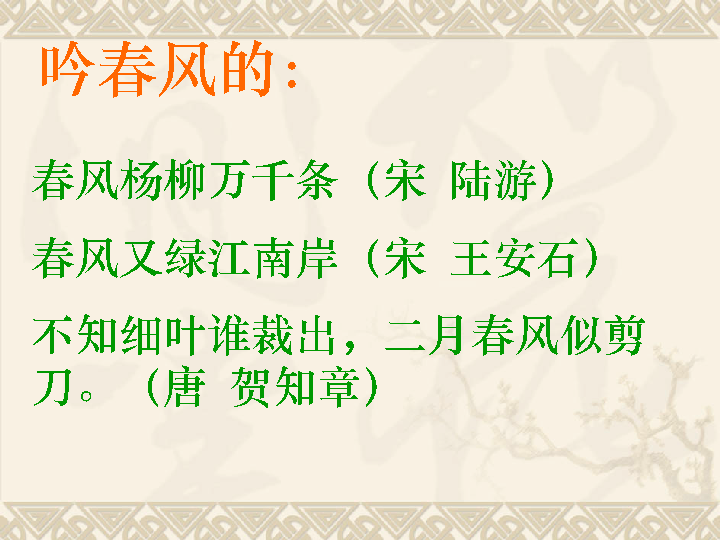 吟春风的：
春风杨柳万千条（宋 陆游）
春风又绿江南岸（宋 王安石）
不知细叶谁裁出，二月春风似剪
刀。（唐 贺知章）